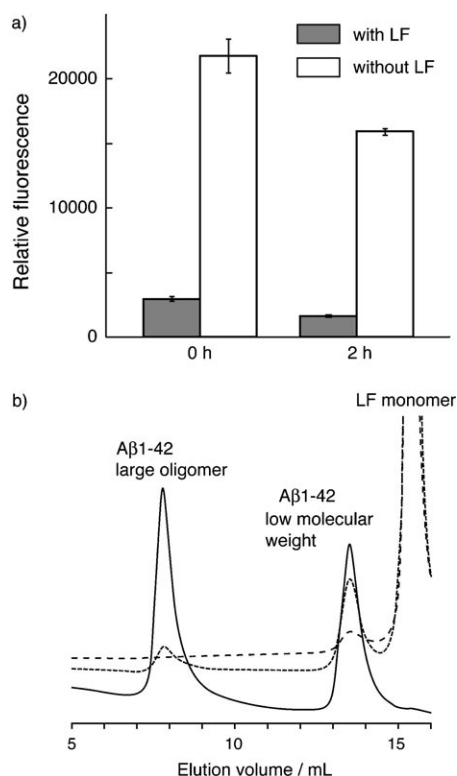 a)
with LF
without LF
20000
10000
0
Relative fluorescence
0 h
2 h
b)
LF monomer
Aβ1-42
large oligomer
Aβ1-42
low molecular
weight
5
10
15
Elution volume / mL